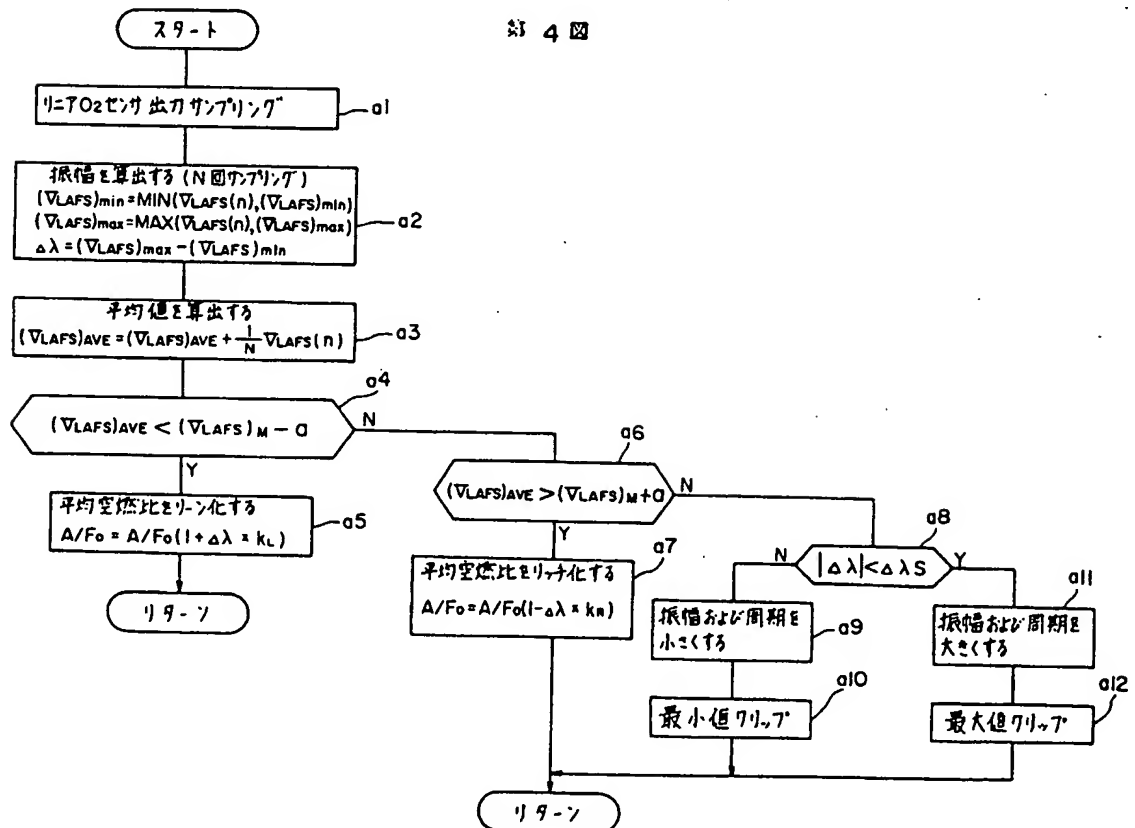 第4図
スタート
リニアO2センサ出力サンプリング
a1
振幅を算出する(N回サンプリング)
(∇LAFS)min=MIN(∇LAFS(n),(∇LAFS)min)
(∇LAFS)max=MAX(∇LAFS(n),(∇LAFS)max)
Δλ=(∇LAFS)max-(∇LAFS)min
a2
平均値を算出する
(∇LAFS)AVE=(∇LAFS)AVE+1/N ∇LAFS(n)
a3
a4
(∇LAFS)AVE<(∇LAFS)M-a
N
Y
平均空燃比をリーン化する
A/Fo=A/Fo(1+Δλ×kL)
a5
リターン
a6
(∇LAFS)AVE>(∇LAFS)M+a
N
Y
a7
平均空燃比をリッチ化する
A/Fo=A/Fo(1-Δλ×kR)
a8
N
|Δλ|<ΔλS
Y
振幅および周期を
小さくする
a9
a10
最小値クリップ
a11
振幅および周期を
大きくする
a12
最大値クリップ
リターン